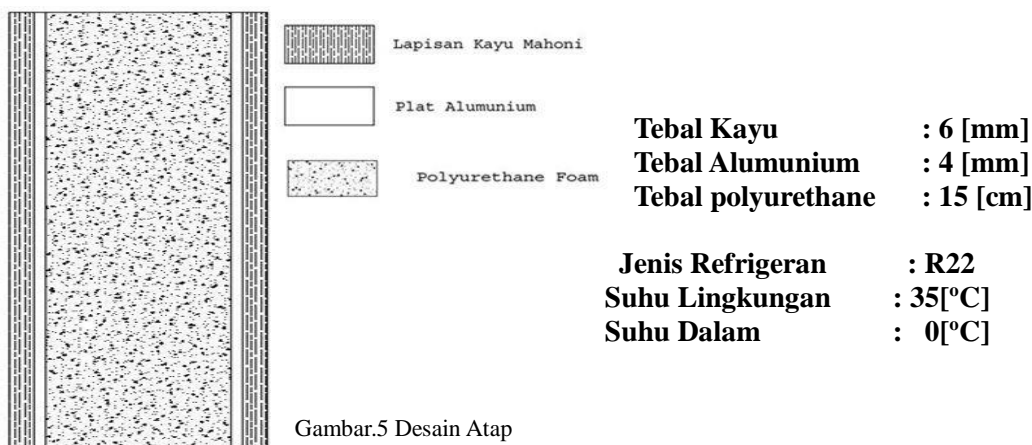 Lapisan Kayu Mahoni
Plat Alumunium
Polyurethane Foam
Tebal Kayu : 6 [mm]
Tebal Alumunium : 4 [mm]
Tebal polyurethane : 15 [cm]
Jenis Refrigeran : R22
Suhu Lingkungan : 35[ºC]
Suhu Dalam : 0[ºC]
Gambar.5 Desain Atap